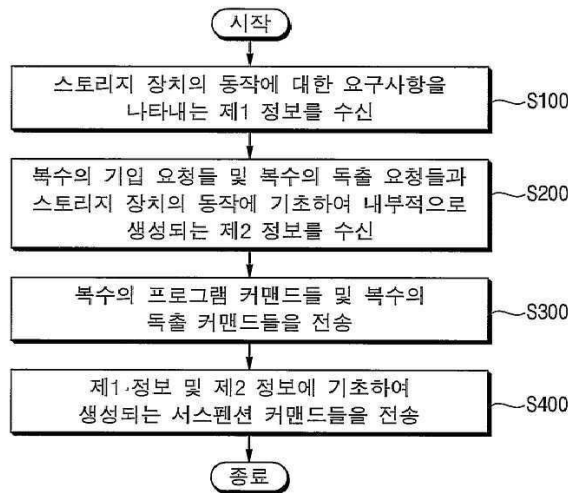 시작
스토리지 장치의 동작에 대한 요구사항을
나타내는 제1 정보를 수신
S100
복수의 기입 요청들 및 복수의 독출 요청들과
스토리지 장치의 동작에 기초하여 내부적으로
생성되는 제2 정보를 수신
S200
복수의 프로그램 커맨드들 및 복수의
독출 커맨드들을 전송
S300
제1 정보 및 제2 정보에 기초하여
생성되는 서스펜션 커맨드들을 전송
S400
종료